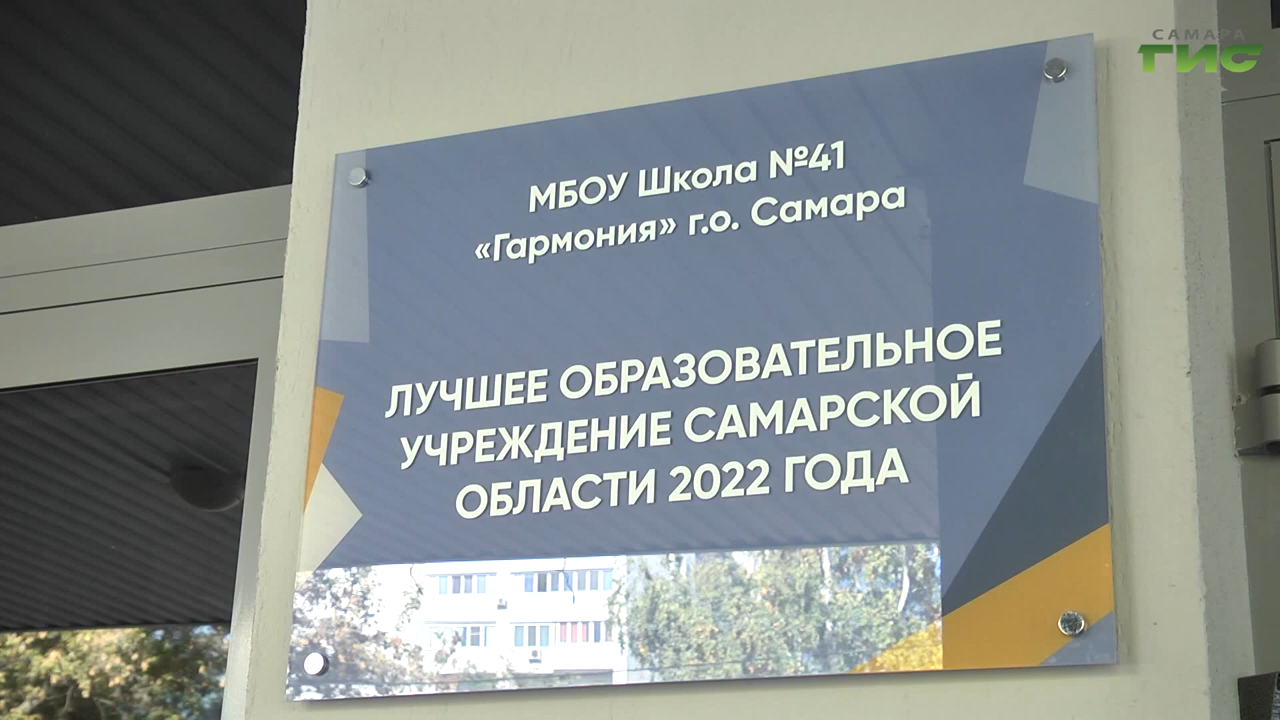 САМАРА
ГИС
МБОУ Школа №41
«Гармония» г.о. Самара
ЛУЧШЕЕ ОБРАЗОВАТЕЛЬНОЕ
УЧРЕЖДЕНИЕ САМАРСКОЙ
ОБЛАСТИ 2022 ГОДА